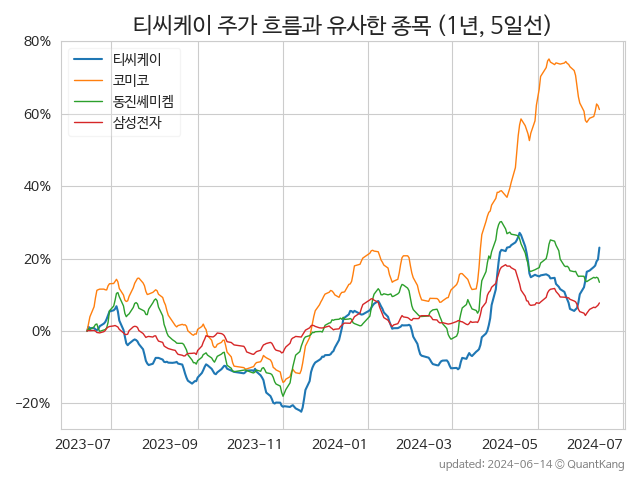 티씨케이 주가 흐름과 유사한 종목 (1년, 5일선)
80%
60%
40%
20%
0%
−20%
티씨케이
코미코
동진쎄미켐
삼성전자
2023-07 2023-09 2023-11 2024-01 2024-03 2024-05 2024-07
updated: 2024-06-14 © QuantKang